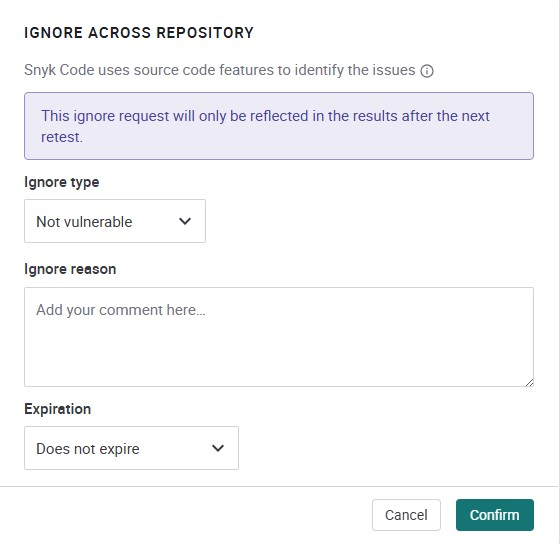 IGNORE ACROSS REPOSITORY
Snyk Code uses source code features to identify the issues
This ignore request will only be reflected in the results after the next
retest.
Ignore type
Not vulnerable
Ignore reason
Add your comment here...
Expiration
Does not expire
Cancel Confirm